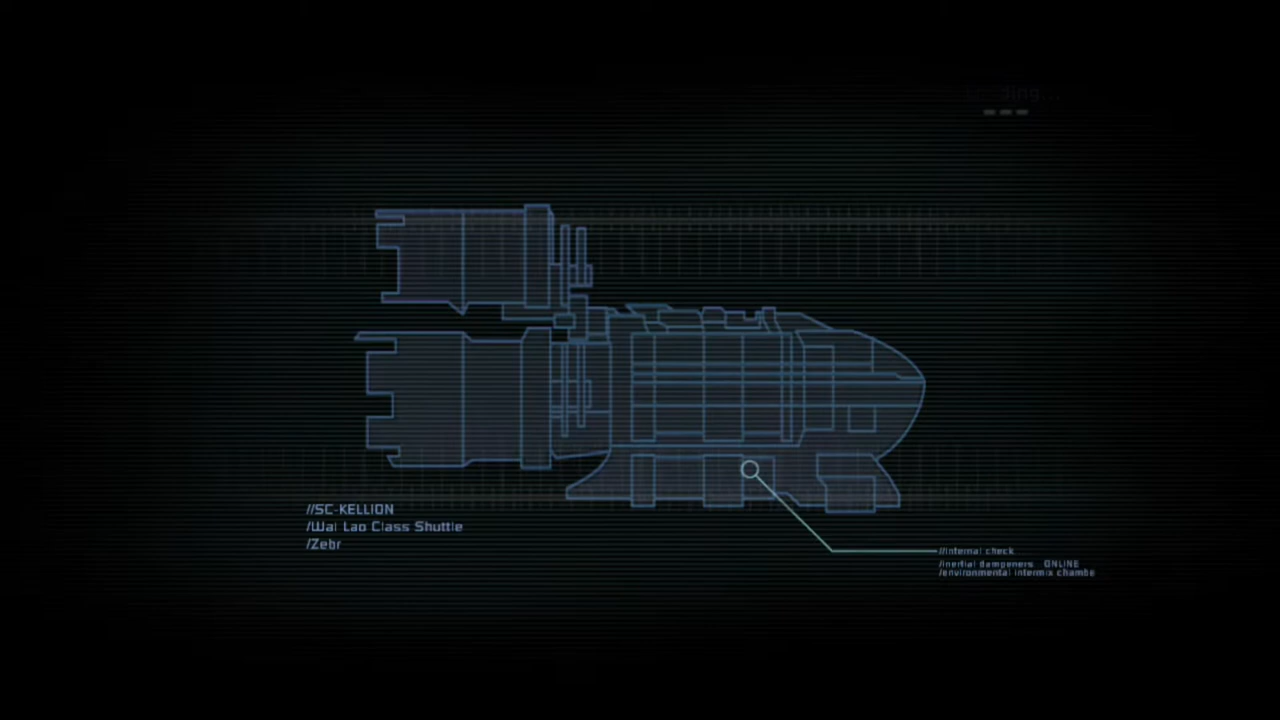 //SC-KELLION
/Wai Lao Class Shuttle
/Zebr
//internal check
/inertial dampeners ONLINE
/environmental intermix chambe